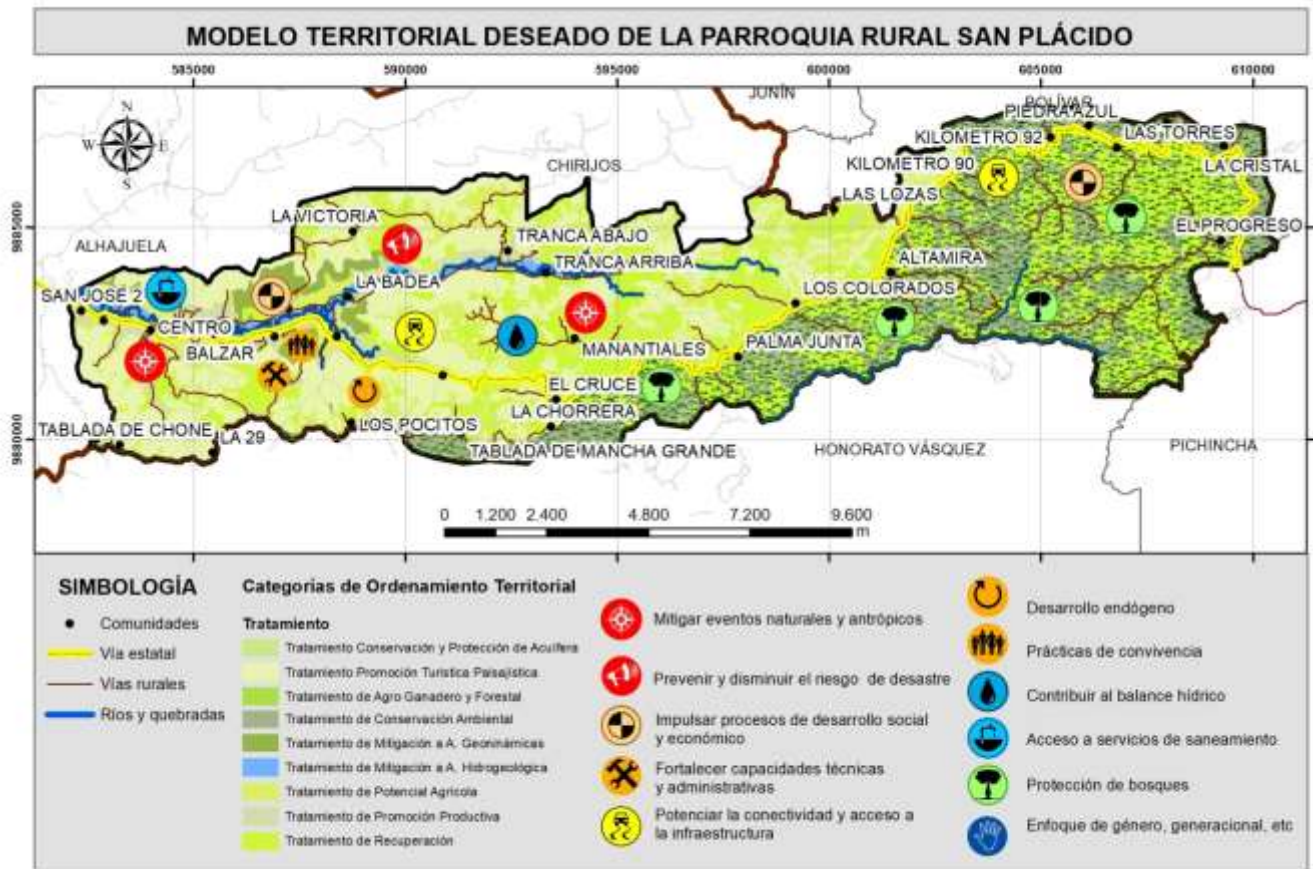 MODELO TERRITORIAL DESEADO DE LA PARROQUIA RURAL SAN PLÁCIDO
585000
590000
595000
600000
605000
610000
JUNÍN
BOLÍVAR
PIEDRA AZUL
N
KILOMETRO 92
LAS TORRES
W
E
CHIRIJOS
KILOMETRO 90
LA CRISTAL
S
LAS LOZAS
LA VICTORIA
9885000
ALHAJUELA
TRANCA ABAJO
EL PROGRESO
TRANCA ARRIBA
ALTAMIRA
LA BADEA
SAN JOSÉ 2
LOS COLORADOS
CENTRO
BALZAR
MANANTIALES
PALMA JUNTA
EL CRUCE
LA CHORRERA
TABLADA DE CHONE
LA 29
LOS POCITOS
9880000
TABLADA DE MANCHA GRANDE
HONORATO VÁSQUEZ
PICHINCHA
0
1.200
2.400
4.800
7.200
9.600
m
SIMBOLOGÍA
Comunidades
Vía estatal
Vías rurales
Ríos y quebradas
Categorías de Ordenamiento Territorial
Tratamiento
Tratamiento Conservación y Protección de Acuífera
Tratamiento Promoción Turística Paisajística
Tratamiento de Agro Ganadero y Forestal
Tratamiento de Conservación Ambiental
Tratamiento de Mitigación a A. Geoninámicas
Tratamiento de Mitigación a A. Hidrogeológica
Tratamiento de Potencial Agrícola
Tratamiento de Promoción Productiva
Tratamiento de Recuperación
Mitigar eventos naturales y antrópicos
Prevenir y disminuir el riesgo de desastre
Impulsar procesos de desarrollo social
y económico
Fortalecer capacidades técnicas
y administrativas
Potenciar la conectividad y acceso a
la infraestructura
Desarrollo endógeno
Prácticas de convivencia
Contribuir al balance hídrico
Acceso a servicios de saneamiento
Protección de bosques
Enfoque de género, generacional, etc